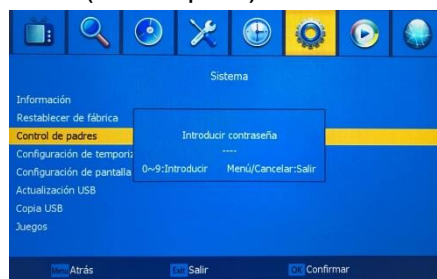 Sistema
Información
Restablecer de fábrica
Control de padres
Introducir contraseña
----
Configuración de temporiz
Configuración de pantalla
0~9:Introducir Menú/Cancelar:Salir
Actualización USB
Copia USB
Juegos
Menu Atrás
Exit Salir
OK Confirmar